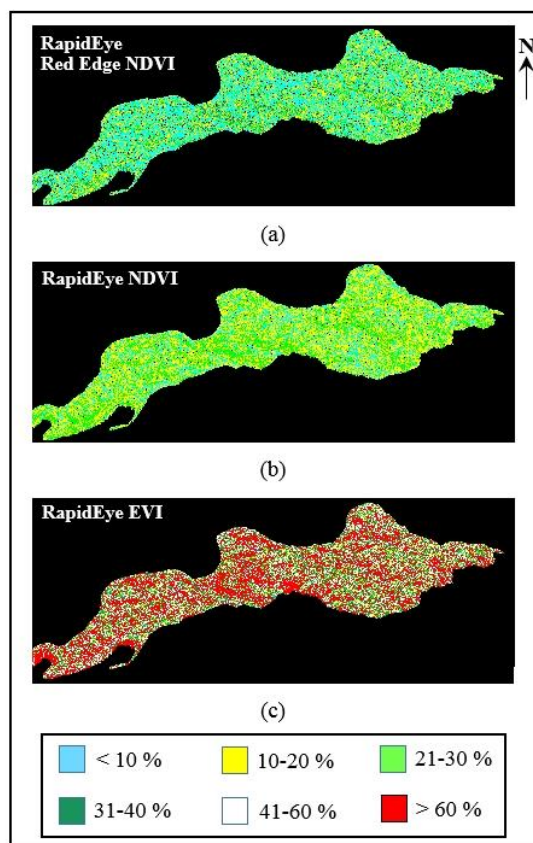 RapidEye
Red Edge NDVI
N
(a)
RapidEye NDVI
(b)
RapidEye EVI
(c)
< 10 % 10-20 % 21-30 %
31-40 % 41-60 % > 60 %